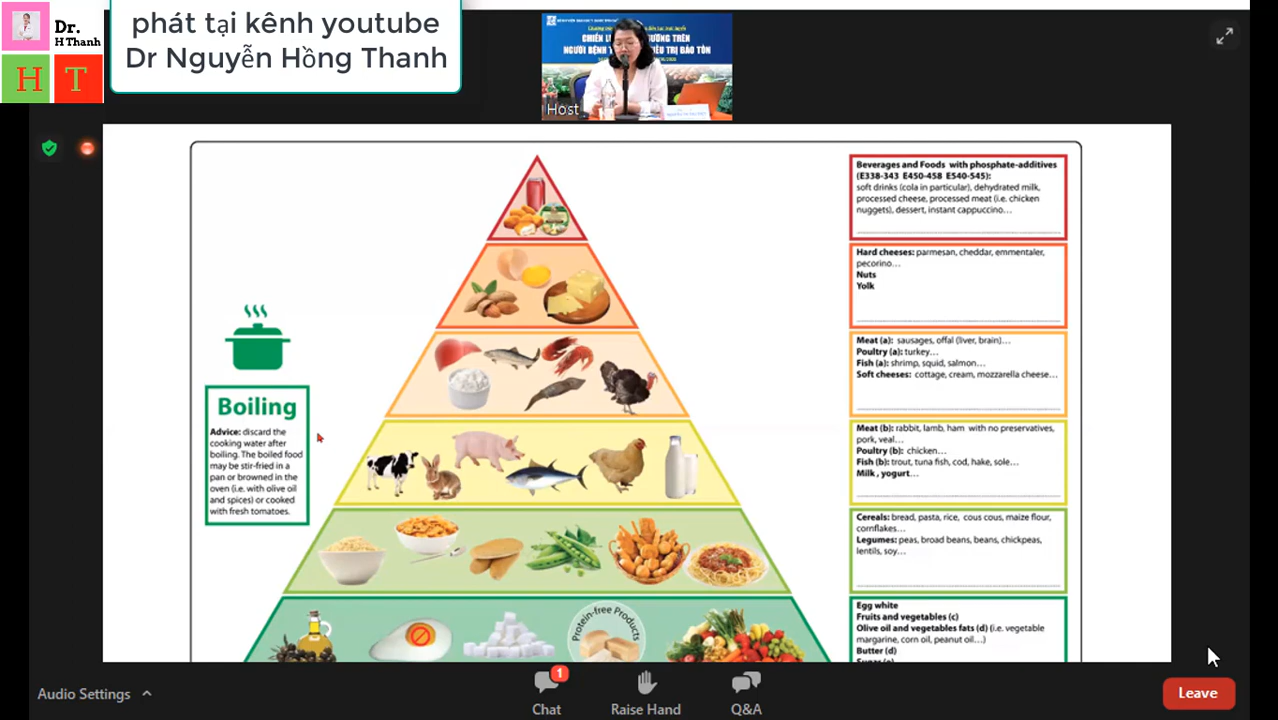 Dr.
H Thanh
H T
phát tại kênh youtube
Dr Nguyễn Hồng Thanh
NGƯỜI BỆNH
Host
Boiling
Advice: discard the
cooking water after
boiling. The boiled food
may be stir-fried in a
pan or browned in the
oven (i.e. with olive oil
and spices) or cooked
with fresh tomatoes.
Protein-free Products
Beverages and Foods with phosphate-additives
(E338-343 E450-458 E540-545):
soft drinks (cola in particular), dehydrated milk,
processed cheese, processed meat (i.e. chicken
nuggets), dessert, instant cappuccino...
Hard cheeses: parmesan, cheddar, emmentaler,
pecorino...
Nuts
Yolk
Meat (a): sausages, offal (liver, brain)...
Poultry (a): turkey...
Fish (a): shrimp, squid, salmon...
Soft cheeses: cottage, cream, mozzarella cheese...
Meat (b): rabbit, lamb, ham with no preservatives,
pork, veal...
Poultry (b): chicken...
Fish (b): trout, tuna fish, cod, hake, sole...
Milk , yogurt...
Cereals: bread, pasta, rice, cous cous, maize flour,
cornflakes...
Legumes: peas, broad beans, beans, chickpeas,
lentils, soy...
Egg white
Fruits and vegetables (c)
Olive oil and vegetables fats (d) (i.e. vegetable
margarine, corn oil, peanut oil...)
Butter (d)
Audio Settings
1
Chat
Raise Hand
Q&A
Leave